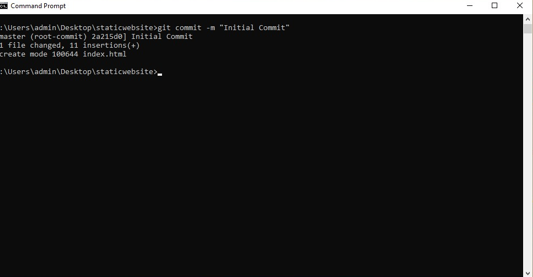 Command Prompt
:\Users\admin\Desktop\staticwebsite>git commit -m "Initial Commit"
master (root-commit) 2a215d0] Initial Commit
1 file changed, 11 insertions(+)
create mode 100644 index.html
:\Users\admin\Desktop\staticwebsite>